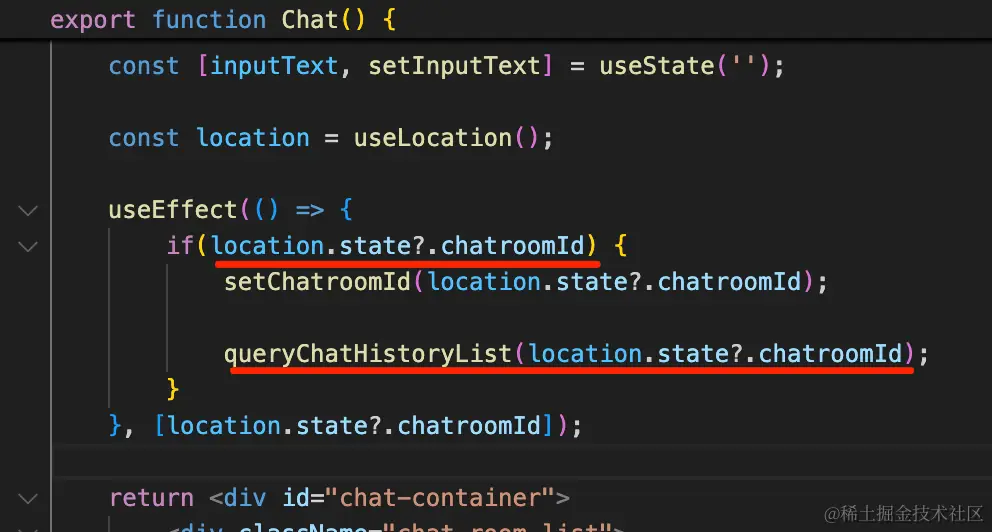 export function Chat() {
const [inputText, setInputText] = useState('');
const location = useLocation();
useEffect(() => {
if(location.state?.chatroomId) {
setChatroomId(location.state?.chatroomId);
queryChatHistoryList(location.state?.chatroomId);
}
}, [location.state?.chatroomId]);
return <div id="chat-container">
<div className="chat-room-list">
@稀土掘金技术社区